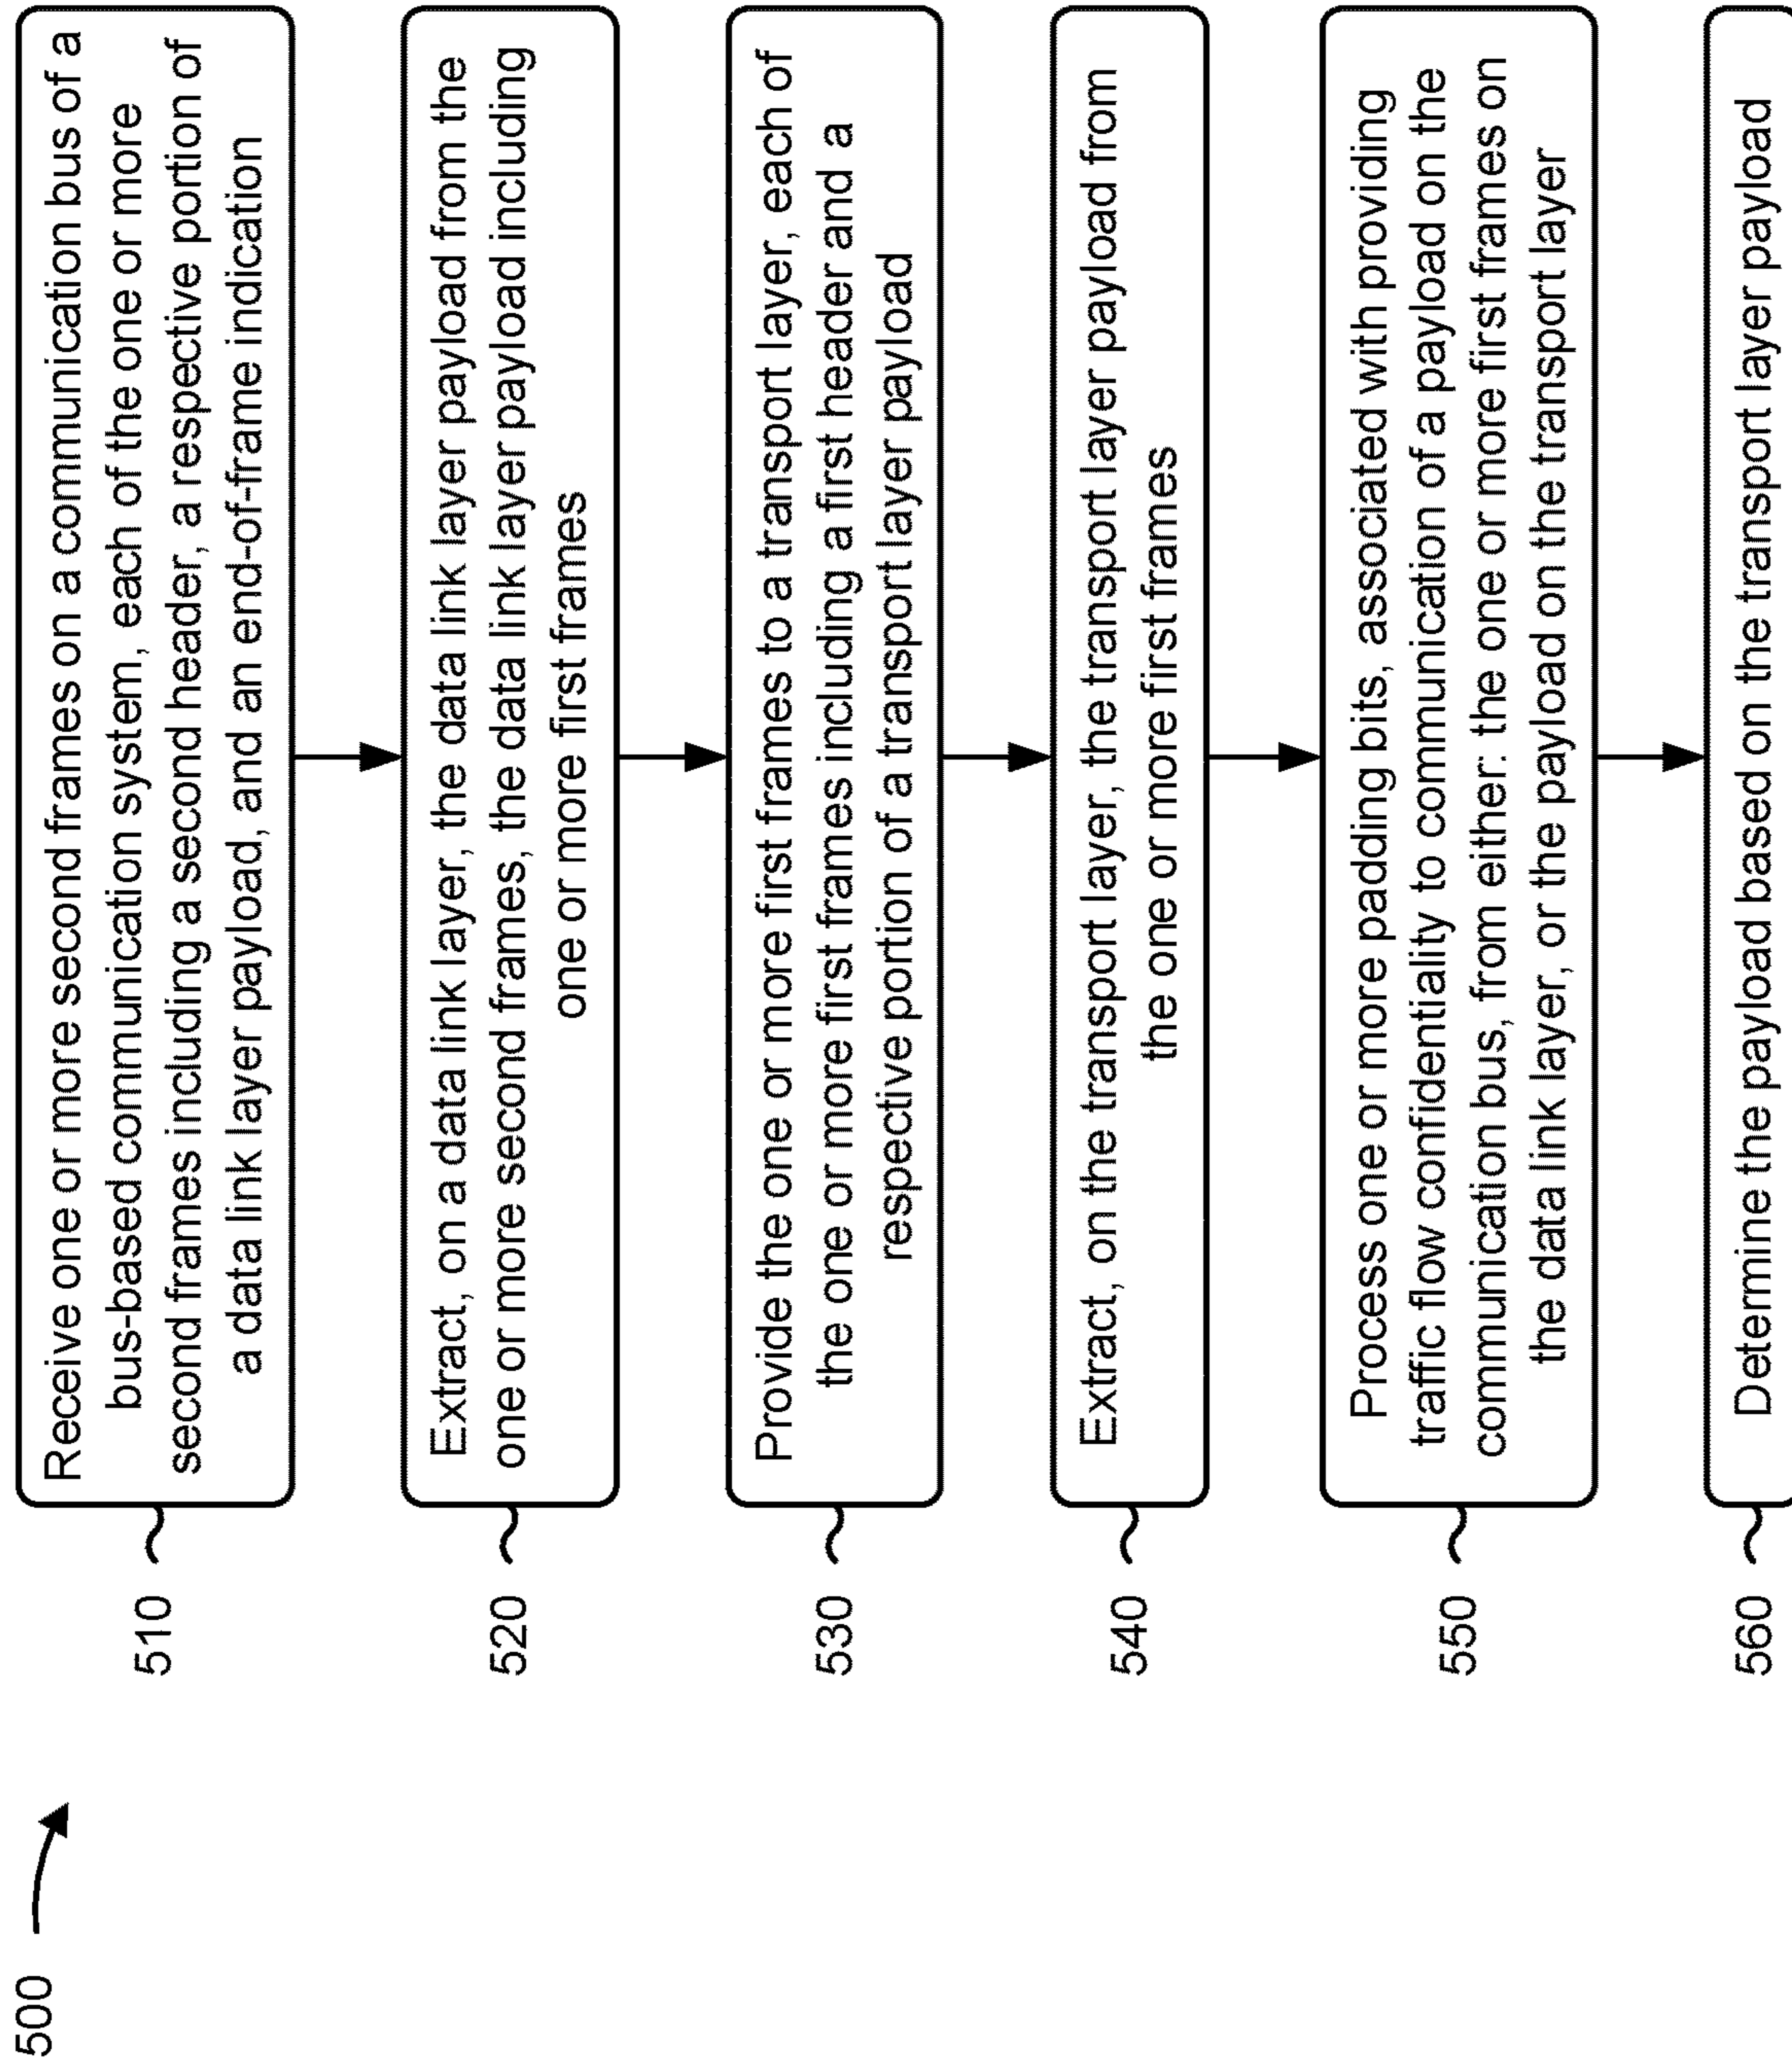 500
510
Receive one or more second frames on a communication bus of a
bus-based communication system, each of the one or more
second frames including a second header, a respective portion of
a data link layer payload, and an end-of-frame indication
520
Extract, on a data link layer, the data link layer payload from the
one or more second frames, the data link layer payload including
one or more first frames
530
Provide the one or more first frames to a transport layer, each of
the one or more first frames including a first header and a
respective portion of a transport layer payload
540
Extract, on the transport layer, the transport layer payload from
the one or more first frames
550
Process one or more padding bits, associated with providing
traffic flow confidentiality to communication of a payload on the
communication bus, from either: the one or more first frames on
the data link layer, or the payload on the transport layer
560
Determine the payload based on the transport layer payload